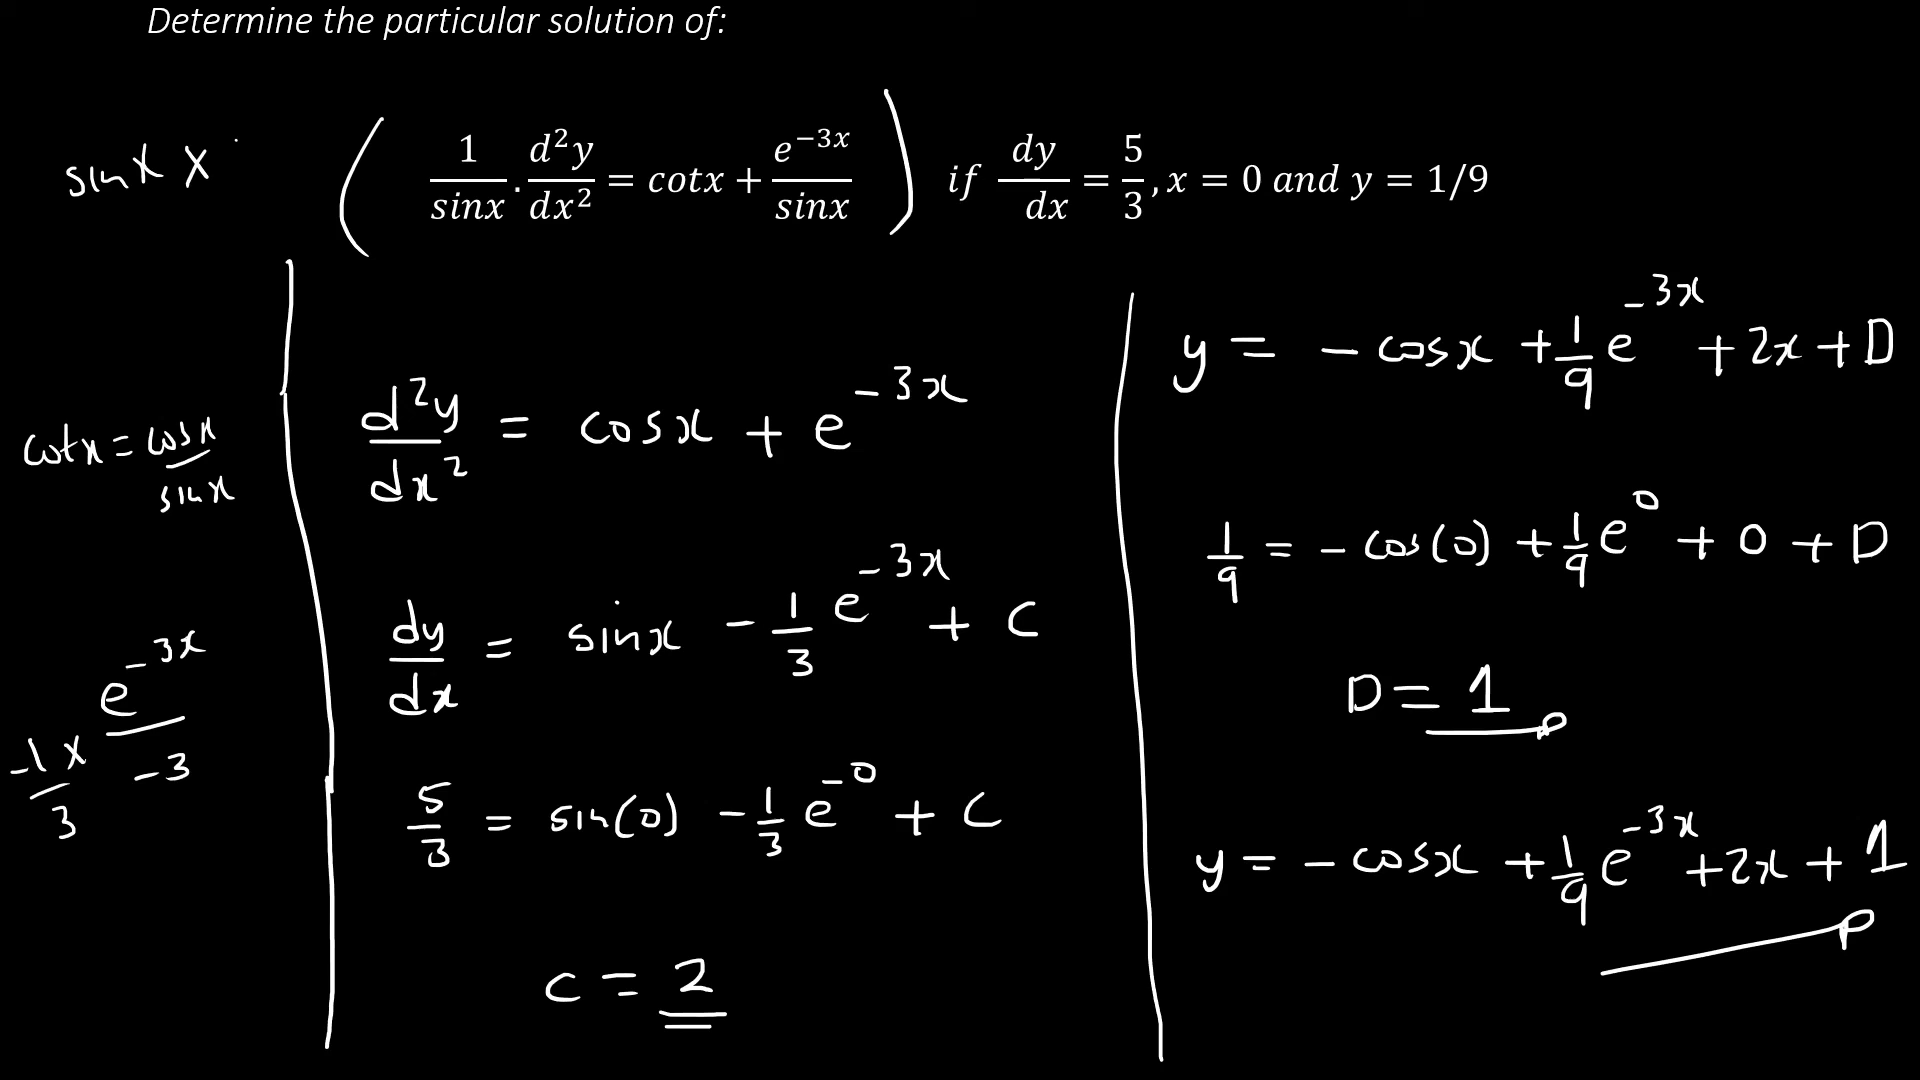 Determine the particular solution of:
sinx x ( 1/sinx . d²y/dx² = cotx + e^-3x/sinx ) if dy/dx = 5/3, x = 0 and y = 1/9
cotx = cosx/sinx
-1/3 x e^-3x/-3
d²y/dx² = cosx + e^-3x
dy/dx = sinx - 1/3 e^-3x + C
5/3 = sin(0) - 1/3 e^-0 + C
C = 2
y = - cosx + 1/9 e^-3x + 2x + D
1/9 = - cos(0) + 1/9 e^0 + 0 + D
D = 1
y = - cosx + 1/9 e^-3x + 2x + 1